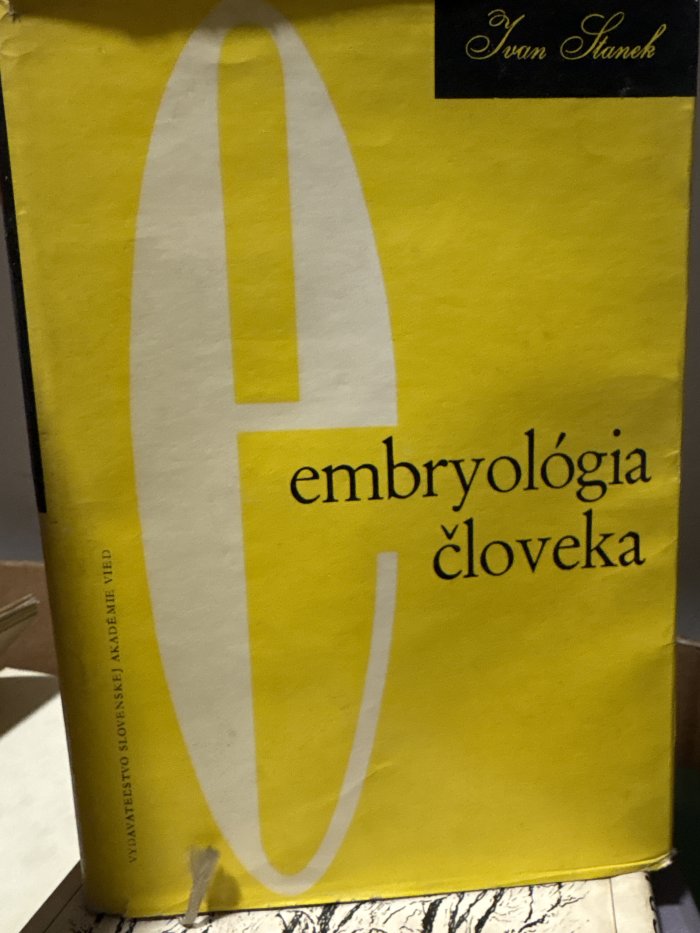 Ivan Stanek
e
embryológia
človeka
VYDAVATEĽSTVO SLOVENSKEJ AKADÉMIE VIED